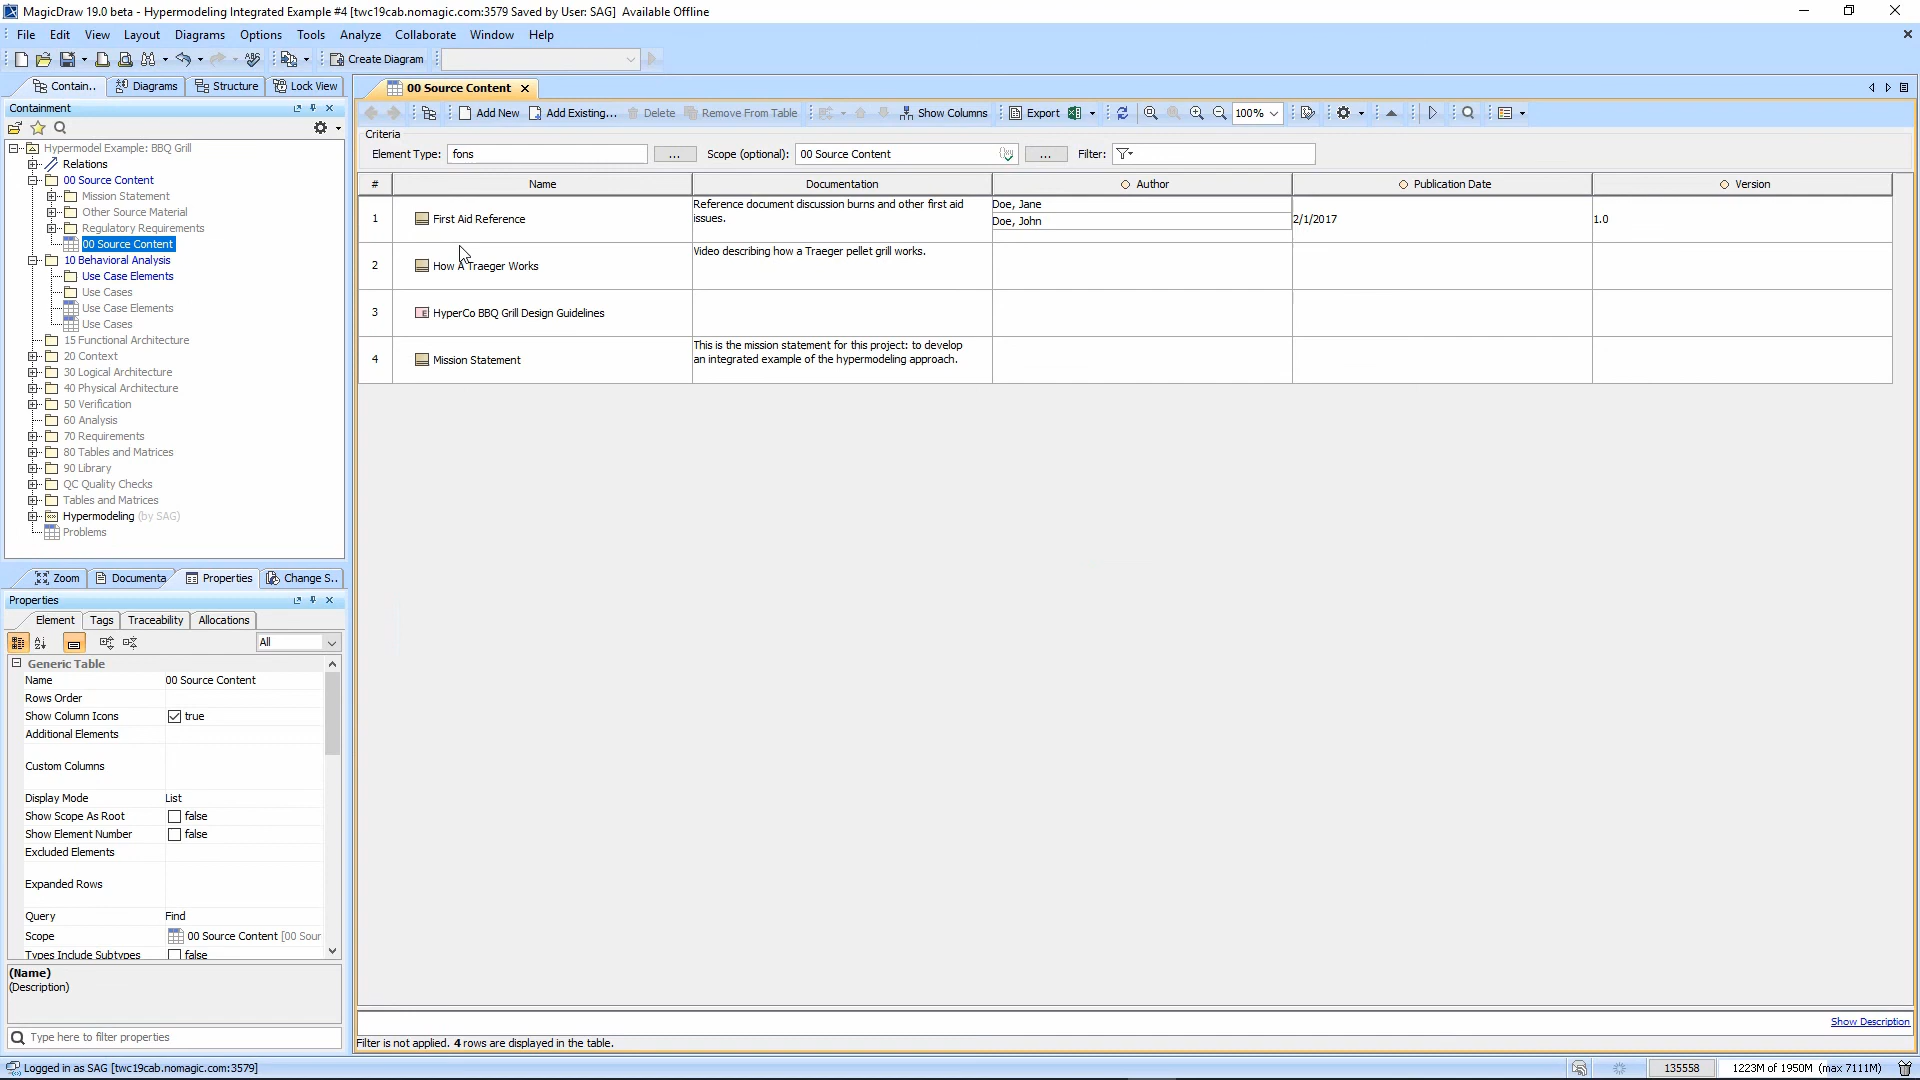 MagicDraw 19.0 beta - Hypermodeling Integrated Example #4 [twc19cab.nomagic.com:3579 Saved by User: SAG] Available Offline
File Edit View Layout Diagrams Options Tools Analyze Collaborate Window Help
Create Diagram
Contain.. Diagrams Structure Lock View
00 Source Content
Containment
Add New Add Existing... Delete Remove From Table Show Columns Export 100%
Criteria
Element Type: fons ... Scope (optional): 00 Source Content ... Filter:
Hypermodel Example: BBQ Grill
Relations
00 Source Content
Mission Statement
Other Source Material
Regulatory Requirements
00 Source Content
10 Behavioral Analysis
Use Case Elements
Use Cases
Use Case Elements
Use Cases
15 Functional Architecture
20 Context
30 Logical Architecture
40 Physical Architecture
50 Verification
60 Analysis
70 Requirements
80 Tables and Matrices
90 Library
QC Quality Checks
Tables and Matrices
Hypermodeling (by SAG)
Problems
# Name Documentation Author Publication Date Version
1 First Aid Reference Reference document discussion burns and other first aid
issues. Doe, Jane
Doe, John 2/1/2017 1.0
2 How A Traeger Works Video describing how a Traeger pellet grill works.
3 E HyperCo BBQ Grill Design Guidelines
4 Mission Statement This is the mission statement for this project: to develop
an integrated example of the hypermodeling approach.
Zoom Documenta Properties Change S..
Properties
Element Tags Traceability Allocations
All
Generic Table
Name 00 Source Content
Rows Order
Show Column Icons true
Additional Elements
Custom Columns
Display Mode List
Show Scope As Root false
Show Element Number false
Excluded Elements
Expanded Rows
Query Find
Scope 00 Source Content [00 Sour
Types Include Subtypes false
(Name)
(Description)
Type here to filter properties
Show Description
Filter is not applied. 4 rows are displayed in the table.
Logged in as SAG [twc19cab.nomagic.com:3579]
135558 1223M of 1950M (max 7111M)